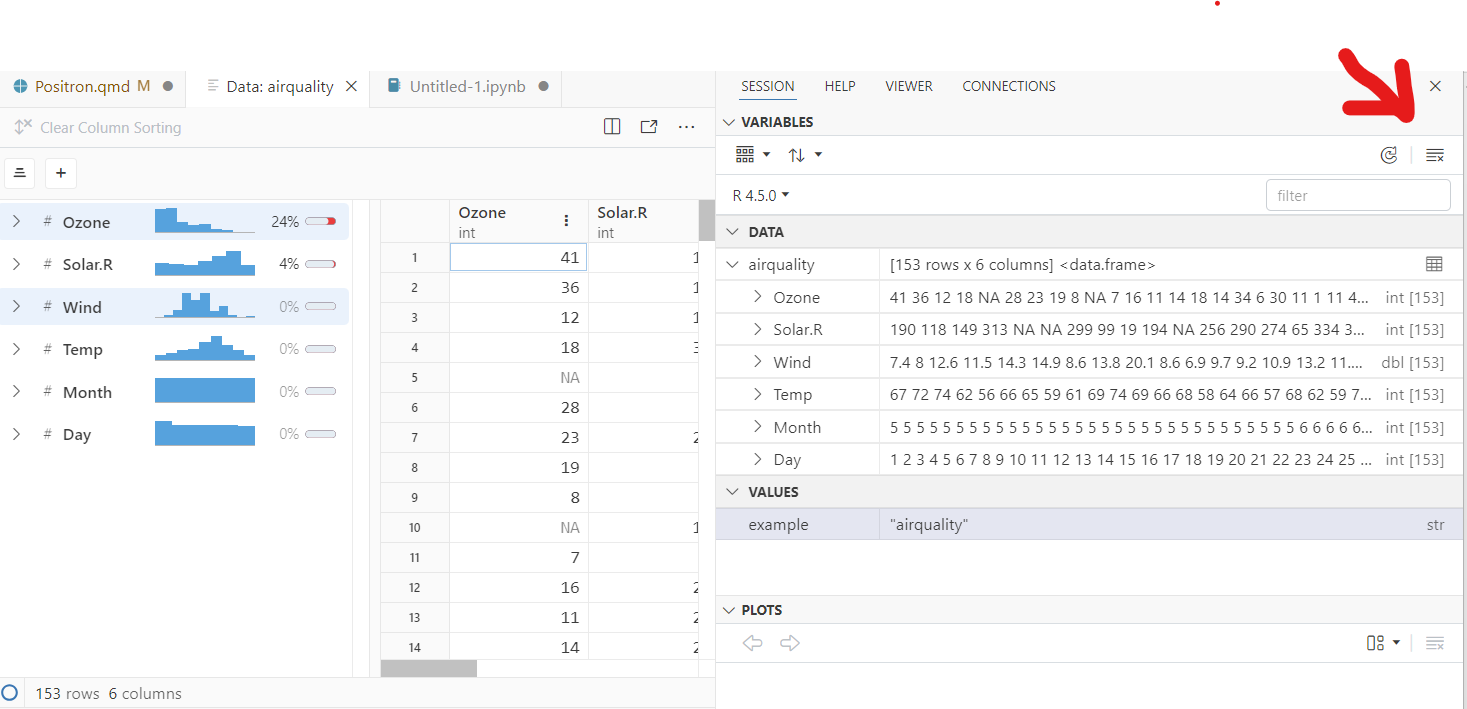 Positron.qmd M
Data: airquality
Untitled-1.ipynb
Clear Column Sorting
# Ozone 24%
# Solar.R 4%
# Wind 0%
# Temp 0%
# Month 0%
# Day 0%
Ozone
int
Solar.R
int
1 41 1
2 36 1
3 12 1
4 18 3
5 NA
6 28
7 23 2
8 19
9 8
10 NA 1
11 7
12 16 2
13 11 2
14 14 2
153 rows 6 columns
SESSION HELP VIEWER CONNECTIONS
VARIABLES
R 4.5.0
filter
DATA
airquality [153 rows x 6 columns] <data.frame>
Ozone 41 36 12 18 NA 28 23 19 8 NA 7 16 11 14 18 14 34 6 30 11 1 11 4... int [153]
Solar.R 190 118 149 313 NA NA 299 99 19 194 NA 256 290 274 65 334 3... int [153]
Wind 7.4 8 12.6 11.5 14.3 14.9 8.6 13.8 20.1 8.6 6.9 9.7 9.2 10.9 13.2 11.... dbl [153]
Temp 67 72 74 62 56 66 65 59 61 69 74 69 66 68 58 64 66 57 68 62 59 7... int [153]
Month 5 5 5 5 5 5 5 5 5 5 5 5 5 5 5 5 5 5 5 5 5 5 5 5 5 5 5 5 5 5 5 6 6 6 6 6... int [153]
Day 1 2 3 4 5 6 7 8 9 10 11 12 13 14 15 16 17 18 19 20 21 22 23 24 25 ... int [153]
VALUES
example "airquality" str
PLOTS